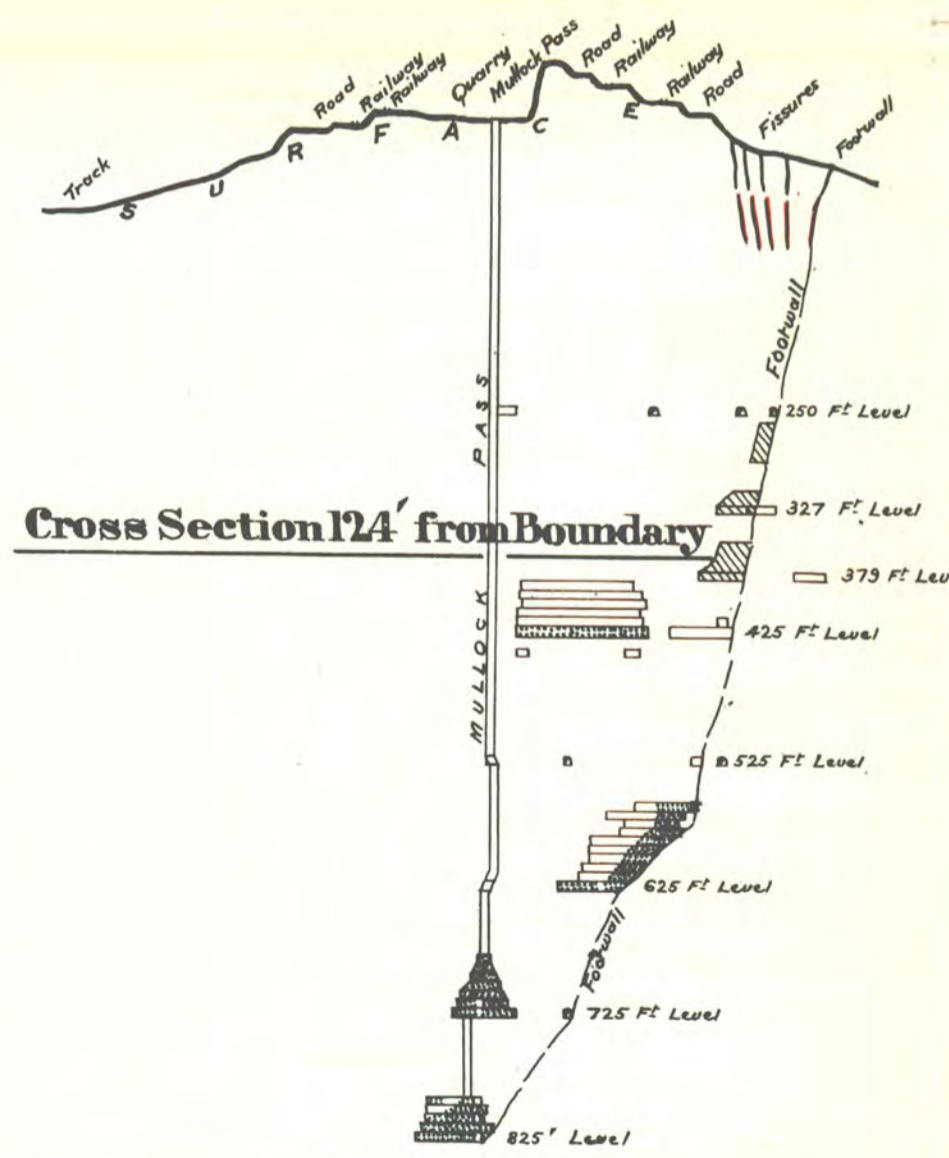 Track
S
U
R
Road
F
Railway
Railway
A
Quarry
Mullock Pass
C
Road
Railway
E
Railway
Road
Fissures
Footwall
Footwall
MULLOCK PASS
250 Ft Level
Cross Section 124' from Boundary
327 Ft Level
379 Ft Lev
425 Ft Level
525 Ft Level
625 Ft Level
Footwall
725 Ft Level
825' Level